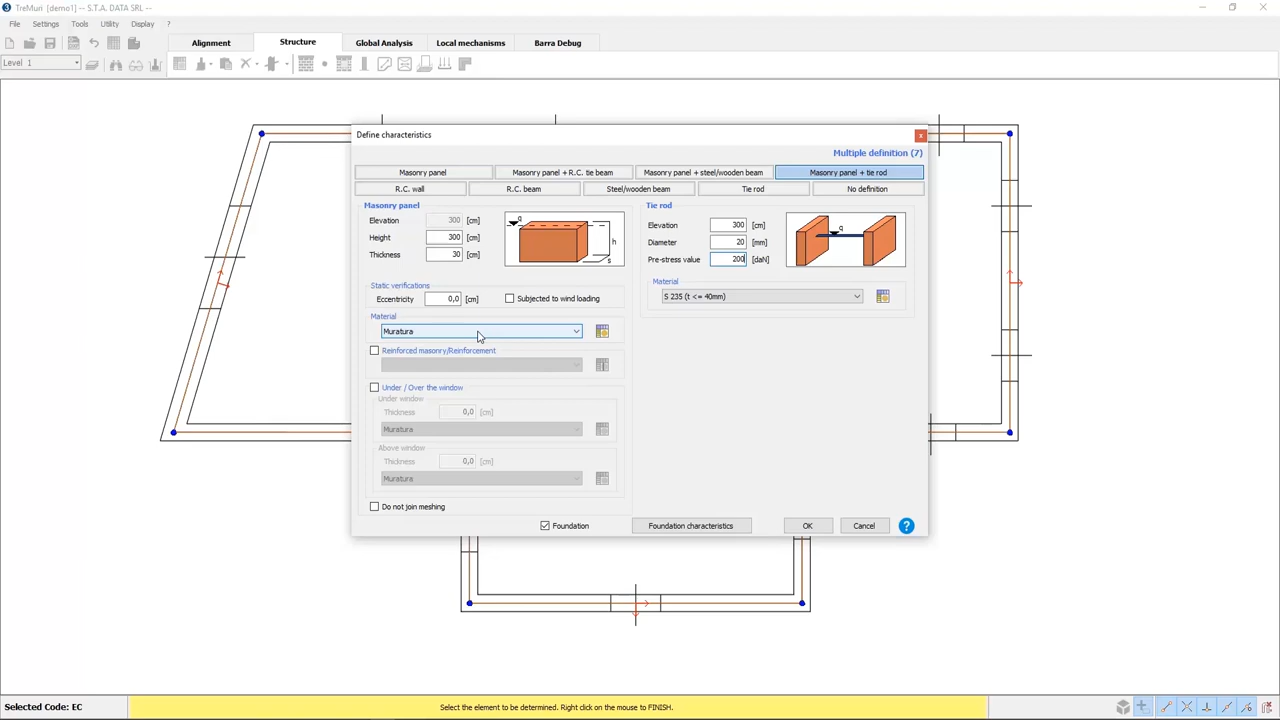 TreMuri [demo1] -- S.T.A. DATA SRL --
File Settings Tools Utility Display ?
Alignment Structure Global Analysis Local mechanisms Barra Debug
Level 1
Define characteristics
Multiple definition (7)
Masonry panel Masonry panel + R.C. tie beam Masonry panel + steel/wooden beam Masonry panel + tie rod
R.C. wall R.C. beam Steel/wooden beam Tie rod No definition
Masonry panel
Elevation 300 [cm]
Height 300 [cm]
Thickness 30 [cm]
q
h
s
Static verifications
Eccentricity 0,0 [cm] Subjected to wind loading
Material
Muratura
Reinforced masonry/Reinforcement
Under / Over the window
Under window
Thickness 0,0 [cm]
Muratura
Above window
Thickness 0,0 [cm]
Muratura
Do not join meshing
Tie rod
Elevation 300 [cm]
Diameter 20 [mm]
Pre-stress value 200 [daN]
q
Material
S 235 (t <= 40mm)
Foundation Foundation characteristics OK Cancel ?
Selected Code: EC Select the element to be determined. Right click on the mouse to FINISH.